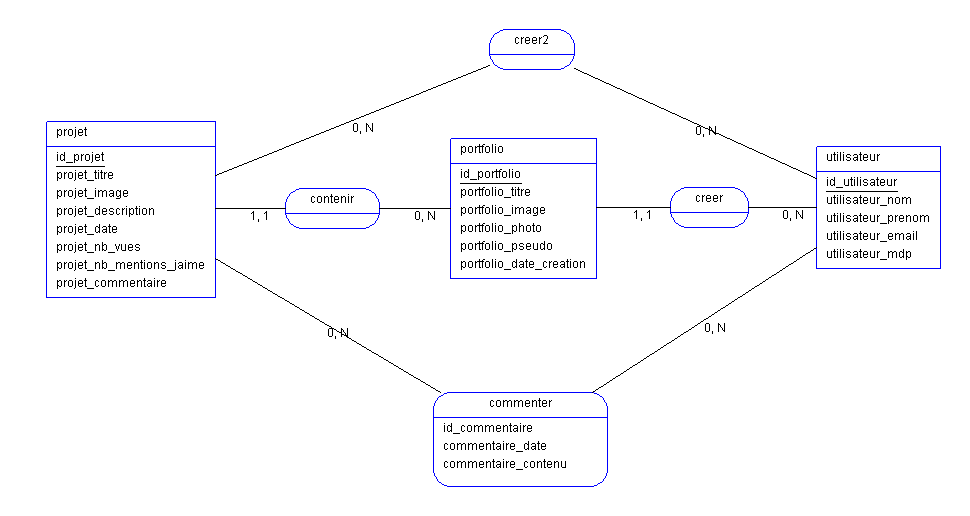 creer2
0, N
0, N
projet
id_projet
projet_titre
projet_image
projet_description
projet_date
projet_nb_vues
projet_nb_mentions_jaime
projet_commentaire
1, 1
contenir
0, N
portfolio
id_portfolio
portfolio_titre
portfolio_image
portfolio_photo
portfolio_pseudo
portfolio_date_creation
1, 1
creer
0, N
utilisateur
id_utilisateur
utilisateur_nom
utilisateur_prenom
utilisateur_email
utilisateur_mdp
0, N
0, N
commenter
id_commentaire
commentaire_date
commentaire_contenu